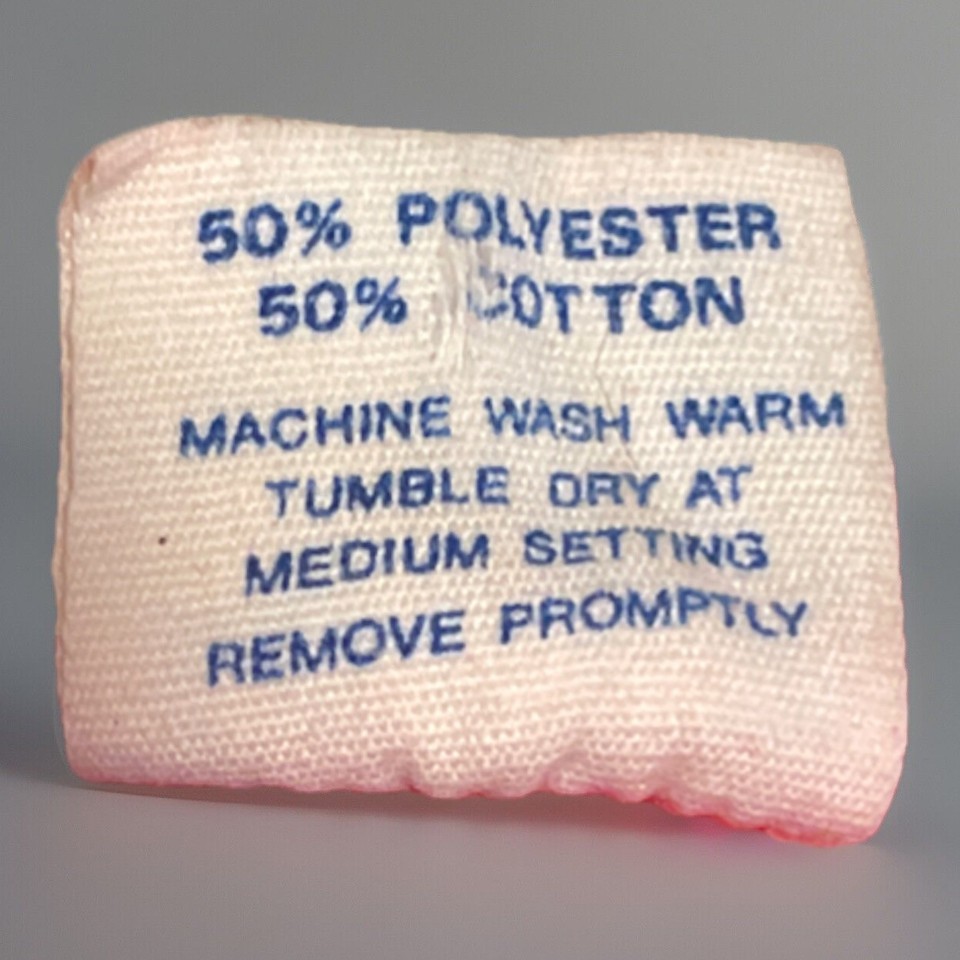 50% POLYESTER
50% COTTON
MACHINE WASH WARM
TUMBLE DRY AT
MEDIUM SETTING
REMOVE PROMPTLY